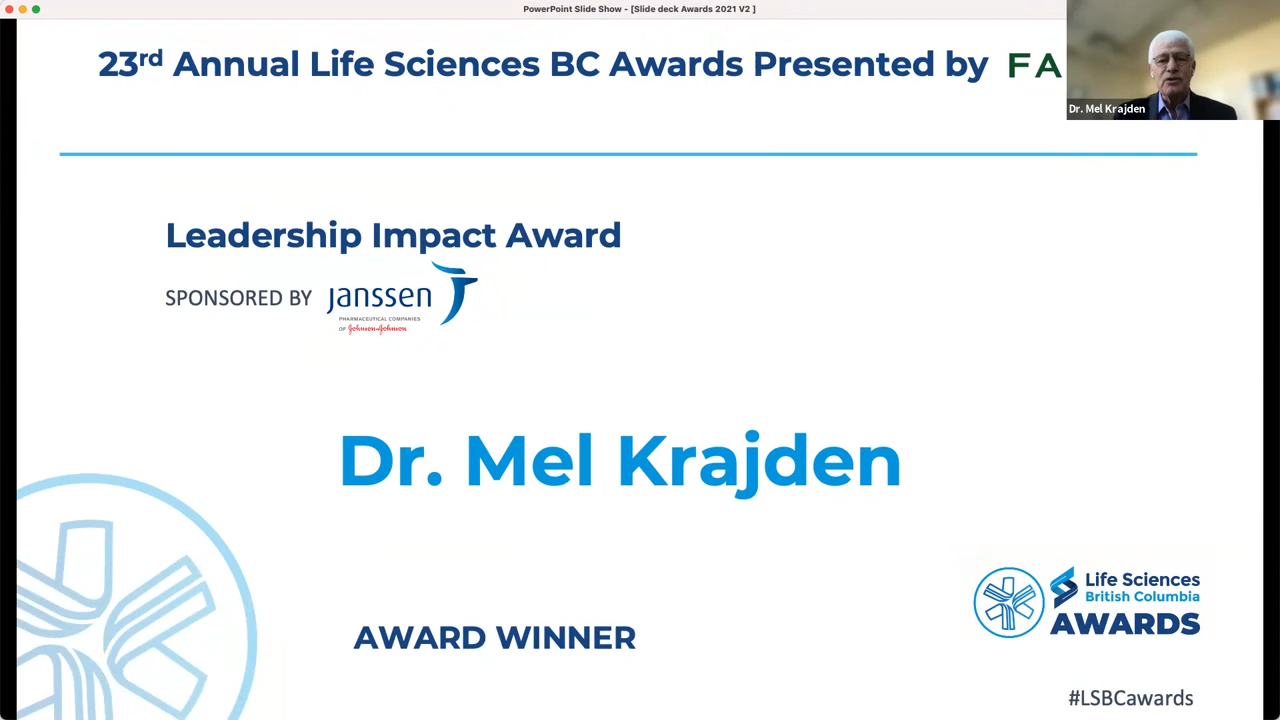 PowerPoint Slide Show - [Slide deck Awards 2021 V2 ]
23rd Annual Life Sciences BC Awards Presented by FA
Dr. Mel Krajden
Leadership Impact Award
SPONSORED BY janssen
PHARMACEUTICAL COMPANIES
OF Johnson & Johnson
Dr. Mel Krajden
AWARD WINNER
Life Sciences
British Columbia
AWARDS
#LSBCawards